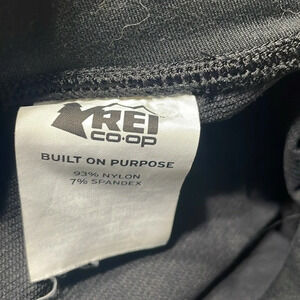 REI
CO·OP
BUILT ON PURPOSE
93% NYLON
7% SPANDEX